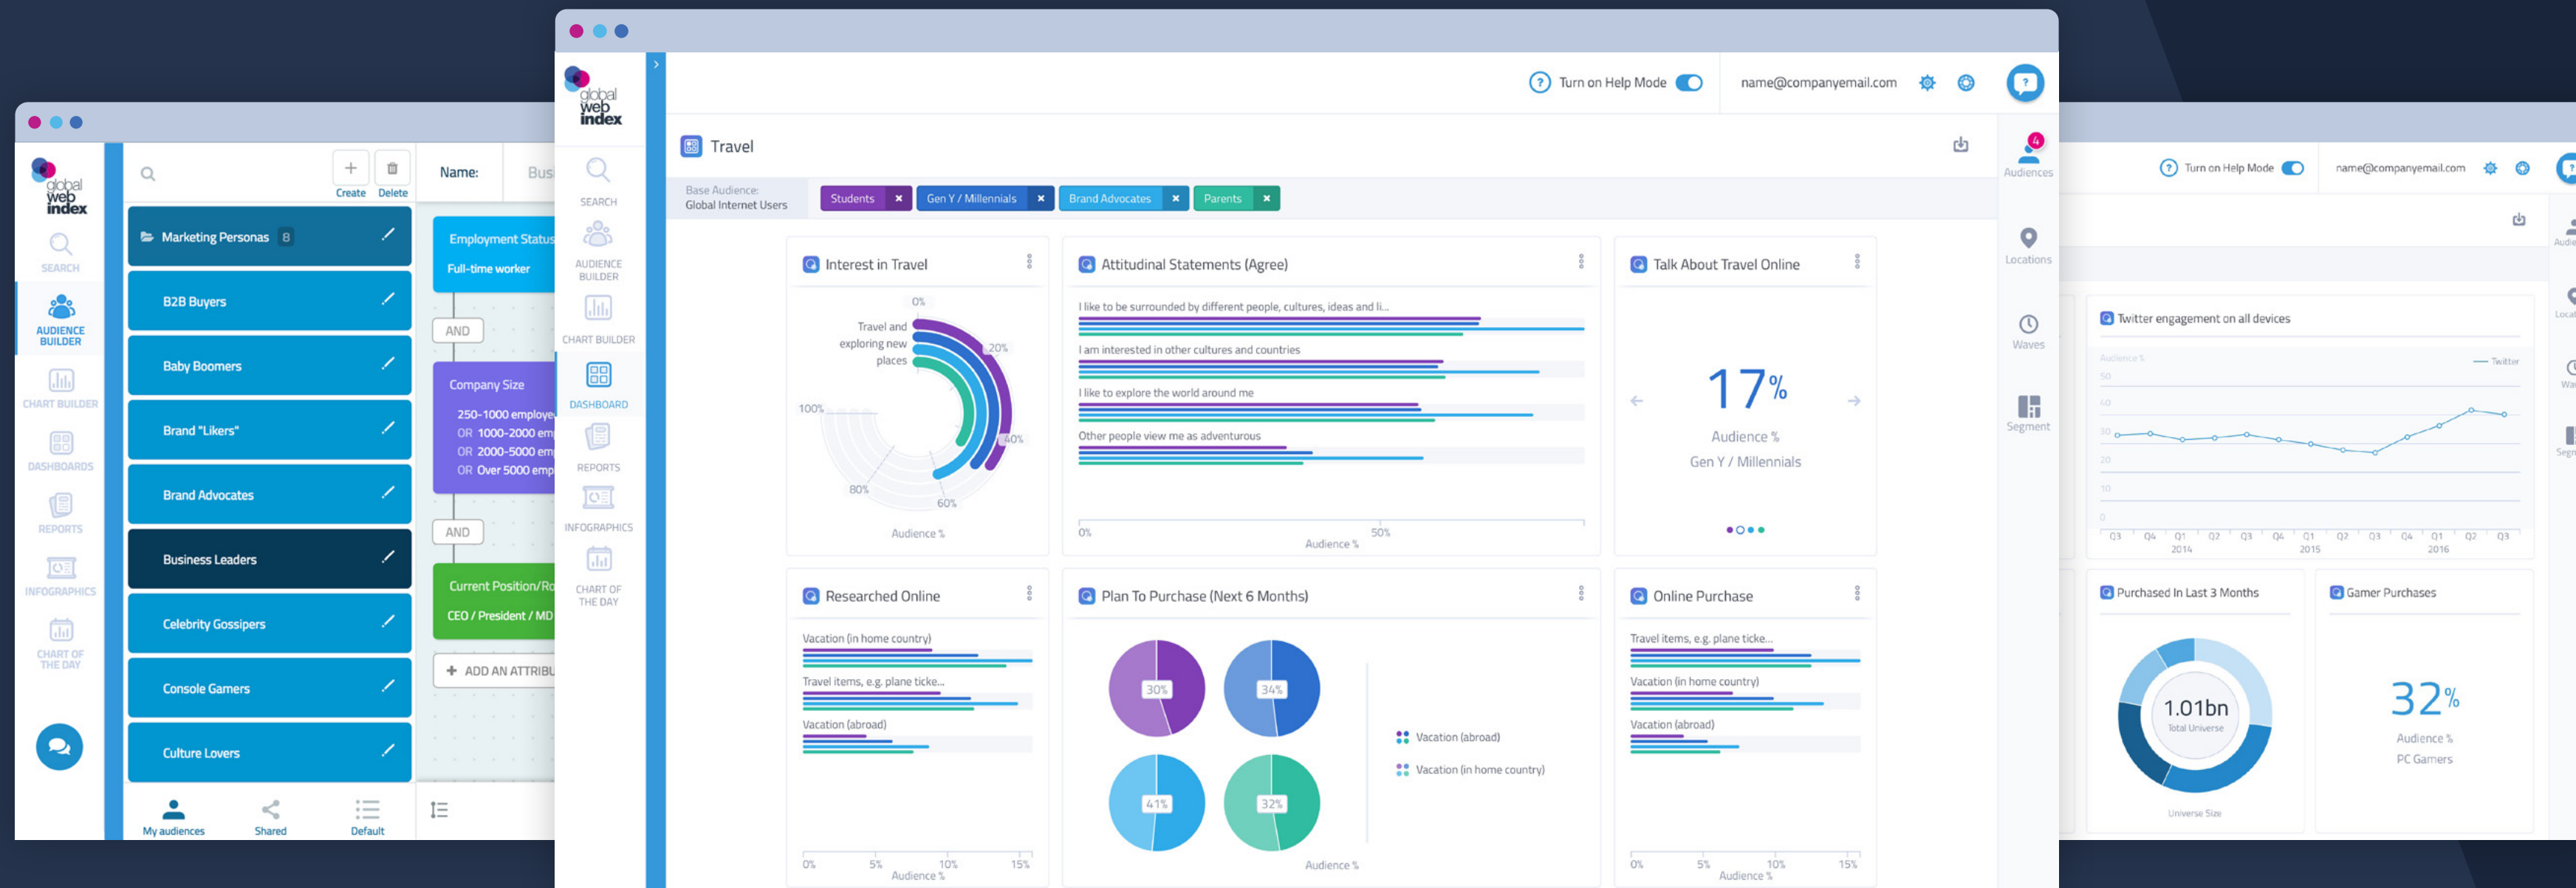 global
web
index
SEARCH
AUDIENCE
BUILDER
CHART BUILDER
DASHBOARDS
REPORTS
INFOGRAPHICS
CHART OF
THE DAY
Create
Delete
Marketing Personas 8
B2B Buyers
Baby Boomers
Brand "Likers"
Brand Advocates
Business Leaders
Celebrity Gossipers
Console Gamers
Culture Lovers
My audiences
Shared
Default
Name:
Busi
Employment Status
Full-time worker
AND
Company Size
250-1000 employe
OR 1000-2000 em
OR 2000-5000 em
OR Over 5000 emp
AND
Current Position/Ro
CEO / President / MD
+ ADD AN ATTRIBU
global
web
index
SEARCH
AUDIENCE
BUILDER
CHART BUILDER
DASHBOARD
REPORTS
INFOGRAPHICS
CHART OF
THE DAY
? Turn on Help Mode
name@companyemail.com
?
Travel
Base Audience:
Global Internet Users
Students ×
Gen Y / Millennials ×
Brand Advocates ×
Parents ×
4
Audiences
Locations
Waves
Segment
Interest in Travel
0%
Travel and
exploring new
places
20%
40%
60%
80%
100%
Audience %
Attitudinal Statements (Agree)
I like to be surrounded by different people, cultures, ideas and li...
I am interested in other cultures and countries
I like to explore the world around me
Other people view me as adventurous
0%
50%
Audience %
Talk About Travel Online
17%
Audience %
Gen Y / Millennials
Researched Online
Vacation (in home country)
Travel items, e.g. plane ticke...
Vacation (abroad)
0% 5% 10% 15%
Audience %
Plan To Purchase (Next 6 Months)
30%
34%
41%
32%
Vacation (abroad)
Vacation (in home country)
Audience %
Online Purchase
Travel items, e.g. plane ticke...
Vacation (in home country)
Vacation (abroad)
0% 5% 10% 15%
Audience %
? Turn on Help Mode
name@companyemail.com
?
Audie
Locat
Wa
Segm
Twitter engagement on all devices
Audience %
Twitter
50
40
30
20
10
0
Q3 Q4 Q1 Q2 Q3 Q4 Q1 Q2 Q3 Q4 Q1 Q2 Q3
2014 2015 2016
Purchased In Last 3 Months
1.01bn
Total Universe
Universe Size
Gamer Purchases
32%
Audience %
PC Gamers